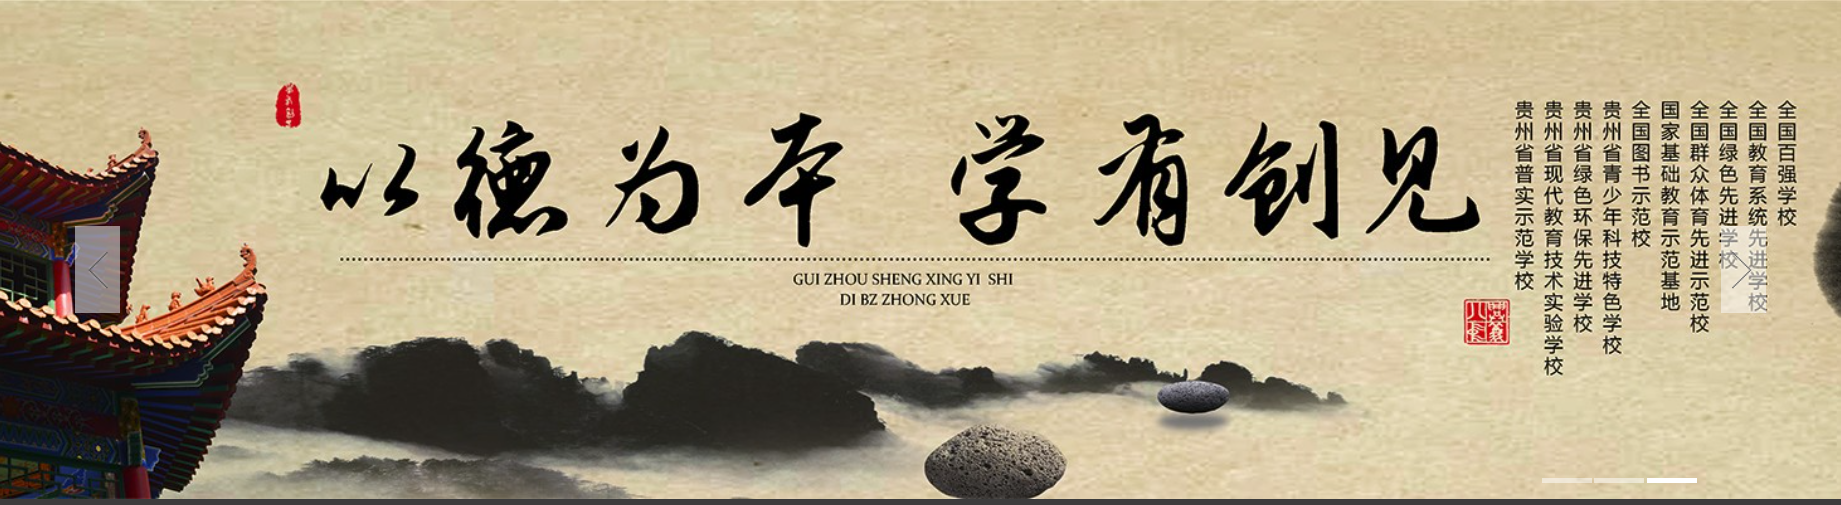 以德为本 学有创见
GUI ZHOU SHENG XING YI SHI
DI BZ ZHONG XUE
全国百强学校
全国教育系统先进学校
全国绿色先进学校
全国群众体育先进示范校
国家基础教育示范基地
全国图书示范校
贵州省青少年科技特色学校
贵州省绿色环保先进学校
贵州省现代教育技术实验学校
贵州省普实示范学校